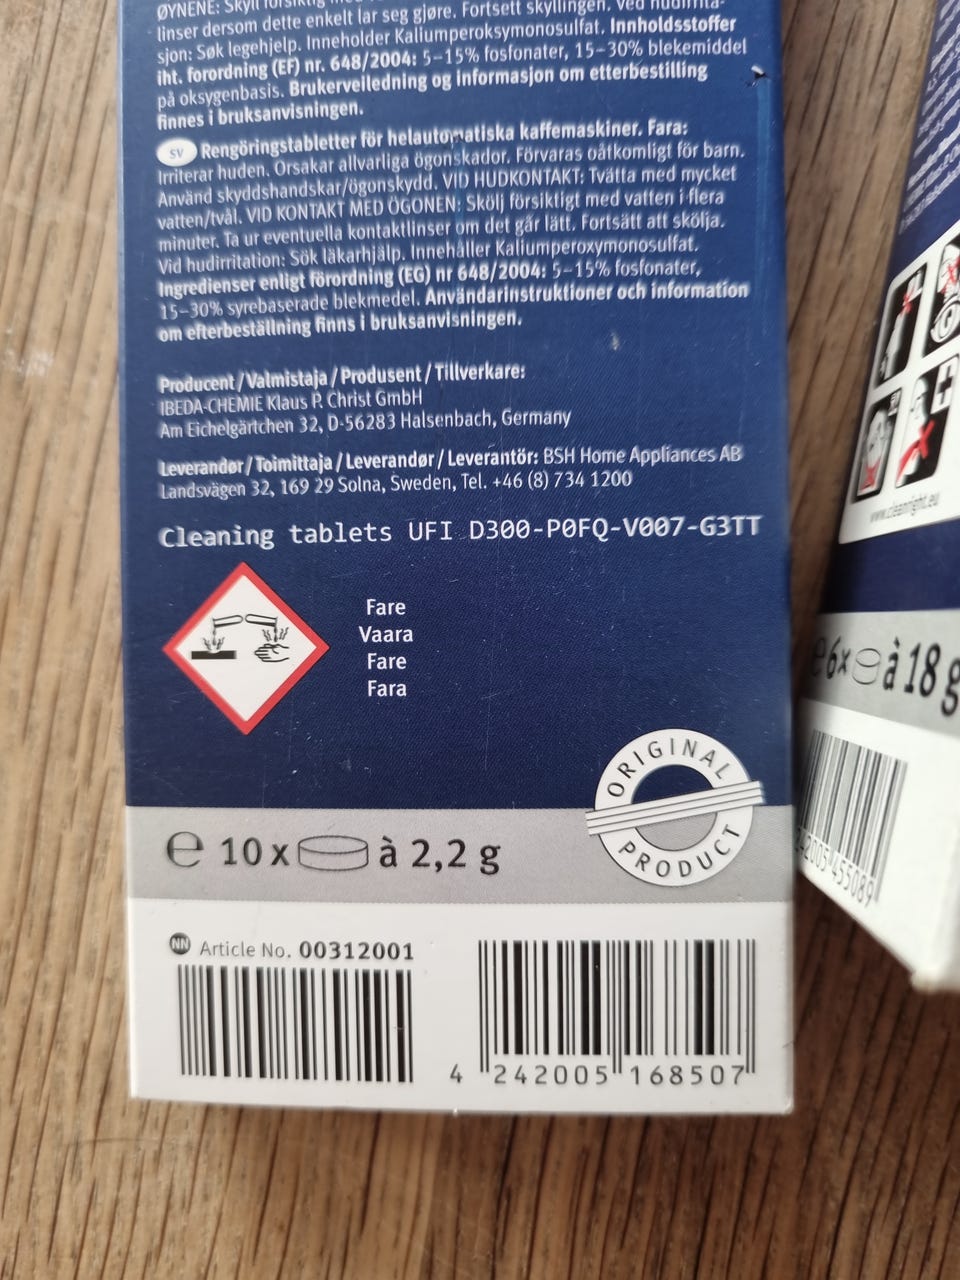 ØYNENE: Skyll forsiktig med
linser dersom dette enkelt lar seg gjøre. Fortsett skyllingen. Ved hudirrita-
sjon: Søk legehjelp. Inneholder Kaliumperoksymonosulfat. Innholdsstoffer
iht. forordning (EF) nr. 648/2004: 5–15% fosfonater, 15–30% blekemiddel
på oksygenbasis. Brukerveiledning og informasjon om etterbestilling
finnes i bruksanvisningen.
SV Rengöringstabletter för helautomatiska kaffemaskiner. Fara:
Irriterar huden. Orsakar allvarliga ögonskador. Förvaras oåtkomligt för barn.
Använd skyddshandskar/ögonskydd. VID HUDKONTAKT: Tvätta med mycket
vatten/tvål. VID KONTAKT MED ÖGONEN: Skölj försiktigt med vatten i flera
minuter. Ta ur eventuella kontaktlinser om det går lätt. Fortsätt att skölja.
Vid hudirritation: Sök läkarhjälp. Innehåller Kaliumperoxymonosulfat.
Ingredienser enligt förordning (EG) nr 648/2004: 5–15% fosfonater,
15–30% syrebaserade blekmedel. Användarinstruktioner och information
om efterbeställning finns i bruksanvisningen.
Producent/Valmistaja/Produsent/Tillverkare:
IBEDA-CHEMIE Klaus P. Christ GmbH
Am Eichelgärtchen 32, D-56283 Halsenbach, Germany
Leverandør/Toimittaja/Leverandør/Leverantör: BSH Home Appliances AB
Landsvägen 32, 169 29 Solna, Sweden, Tel. +46 (8) 734 1200
Cleaning tablets UFI D300-P0FQ-V007-G3TT
Fare
Vaara
Fare
Fara
ORIGINAL
PRODUCT
℮ 10 x à 2,2 g
NN Article No. 00312001
4 242005 168507
www.cleanright.eu
℮6x à 18 g
242005 455089